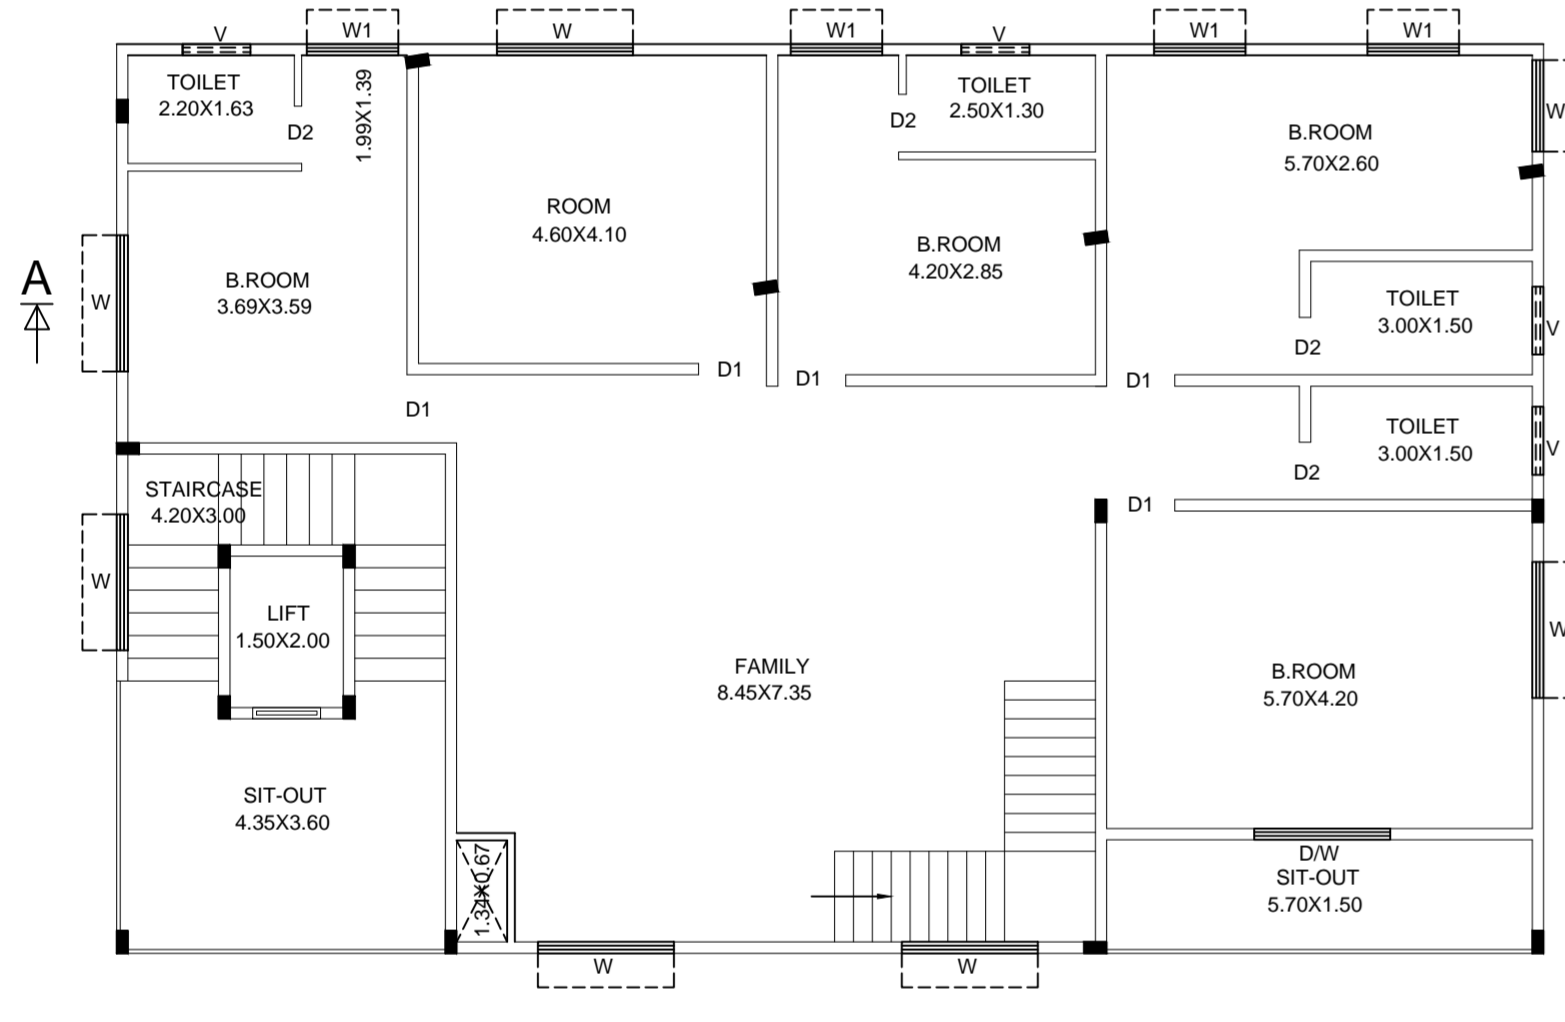 V
W1
W
W1
V
W1
W1
TOILET
2.20X1.63
D2
1.99X1.39
ROOM
4.60X4.10
D2
TOILET
2.50X1.30
B.ROOM
5.70X2.60
W
A
W
B.ROOM
3.69X3.59
B.ROOM
4.20X2.85
TOILET
3.00X1.50
V
D2
D1
D1
D1
D1
TOILET
3.00X1.50
V
D2
D1
STAIRCASE
4.20X3.00
W
LIFT
1.50X2.00
FAMILY
8.45X7.35
B.ROOM
5.70X4.20
W
SIT-OUT
4.35X3.60
1.34X0.67
D/W
SIT-OUT
5.70X1.50
W
W